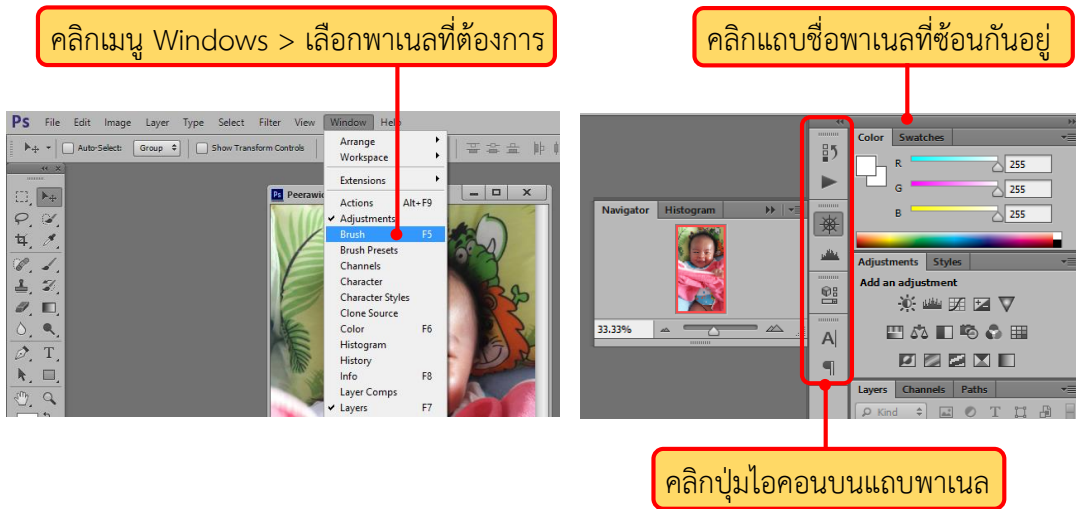 คลิกเมนู Windows > เลือกพาเนลที่ต้องการ
คลิกแถบชื่อพาเนลที่ซ้อนกันอยู่
Ps File Edit Image Layer Type Select Filter View Window Help
Auto-Select: Group Show Transform Controls
Arrange
Workspace
Extensions
Actions Alt+F9
Adjustments
Brush F5
Brush Presets
Channels
Character
Character Styles
Clone Source
Color F6
Histogram
History
Info F8
Layer Comps
Layers F7
Ps
T
Navigator Histogram
33.33%
A
Color Swatches
R 255
G 255
B 255
Adjustments Styles
Add an adjustment
Layers Channels Paths
Kind T
คลิกปุ่มไอคอนบนแถบพาเนล